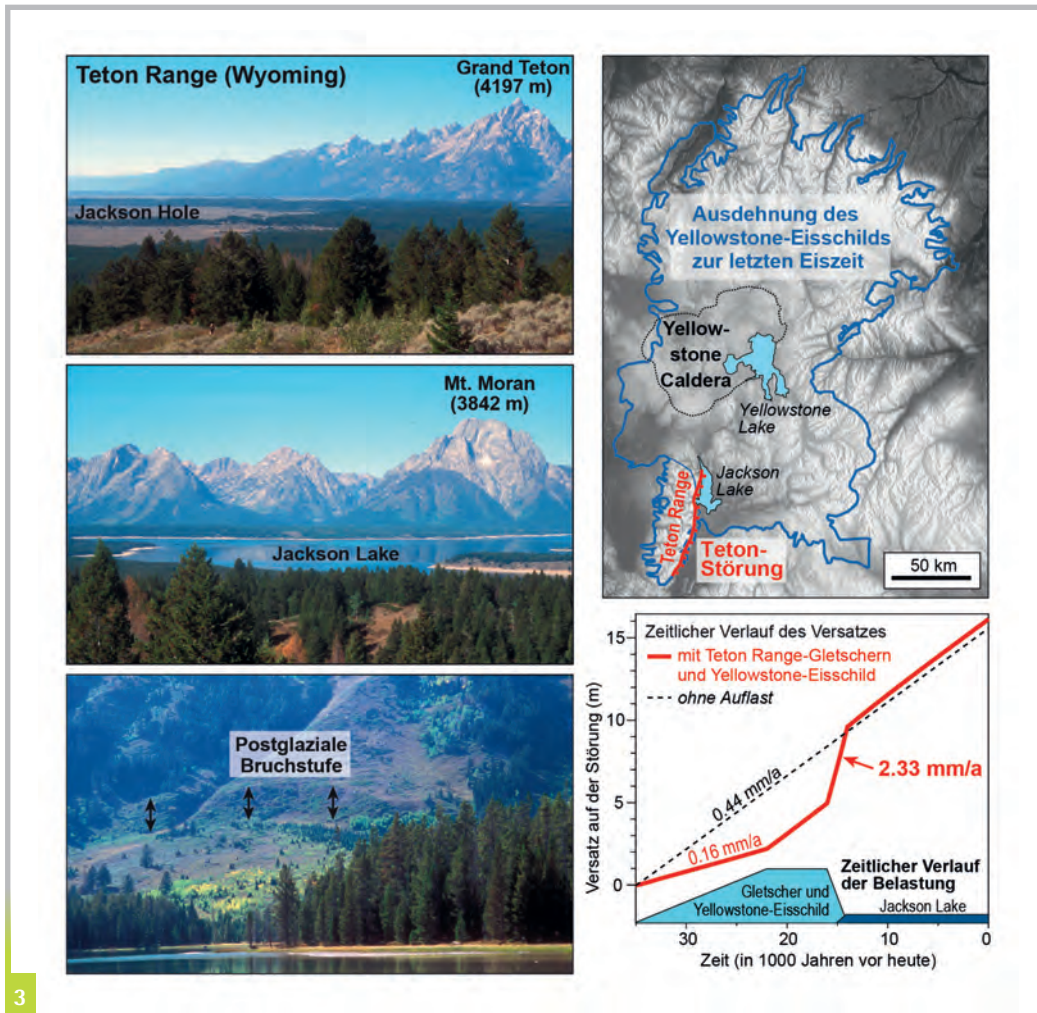 Teton Range (Wyoming)
Grand Teton
(4197 m)
Jackson Hole
Mt. Moran
(3842 m)
Jackson Lake
Postglaziale
Bruchstufe
Ausdehnung des
Yellowstone-Eisschilds
zur letzten Eiszeit
Yellow-
stone
Caldera
Yellowstone
Lake
Jackson
Lake
Teton Range
Teton-
Störung
50 km
Zeitlicher Verlauf des Versatzes
mit Teton Range-Gletschern
und Yellowstone-Eisschild
ohne Auflast
Versatz auf der Störung (m)
15
10
5
0
0.44 mm/a
0.16 mm/a
2.33 mm/a
Zeitlicher Verlauf
der Belastung
Gletscher und
Yellowstone-Eisschild
Jackson Lake
30
20
10
0
Zeit (in 1000 Jahren vor heute)
3